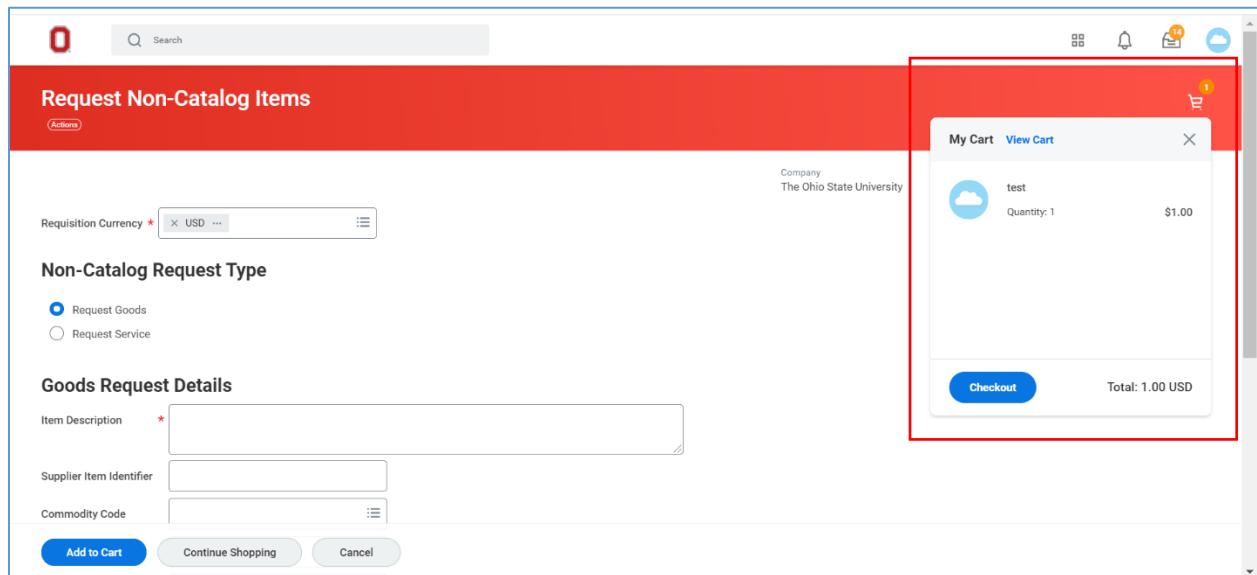 O
Search
14
Request Non-Catalog Items
1
Actions
My Cart View Cart
Company
The Ohio State University
test
Quantity: 1 $1.00
Requisition Currency * × USD ...
Non-Catalog Request Type
Request Goods
Request Service
Goods Request Details
Checkout Total: 1.00 USD
Item Description *
Supplier Item Identifier
Commodity Code
Add to Cart Continue Shopping Cancel